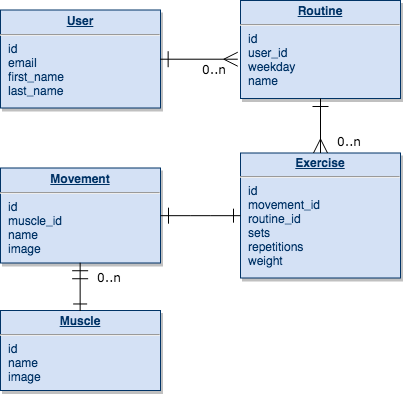 User
id
email
first_name
last_name
0..n
Routine
id
user_id
weekday
name
0..n
Movement
id
muscle_id
name
image
0..n
Exercise
id
movement_id
routine_id
sets
repetitions
weight
Muscle
id
name
image